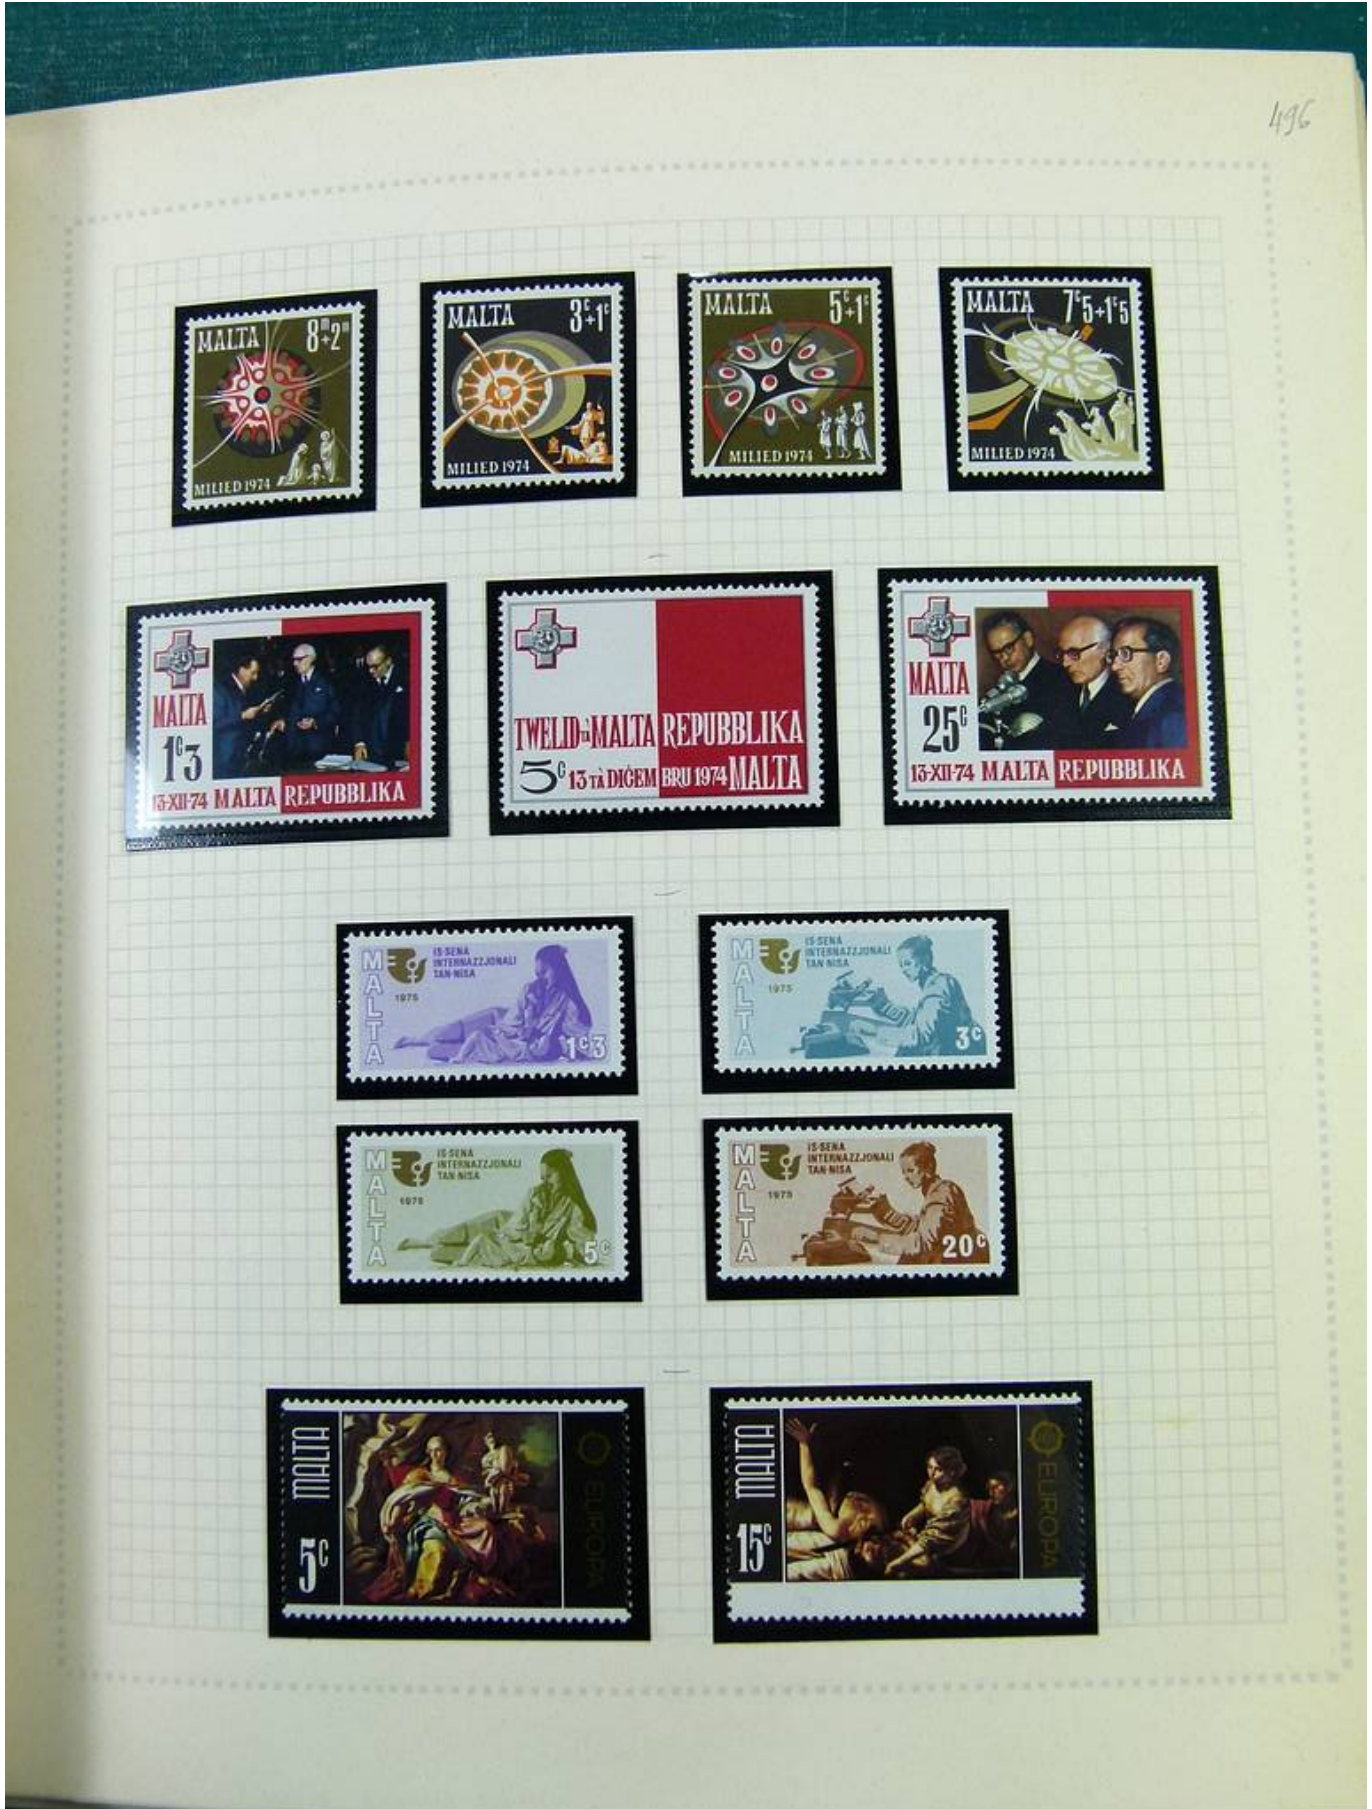 496
MALTA 8m+2m
MILIED 1974
MALTA 3c+1c
MILIED 1974
MALTA 5c+1c
MILIED 1974
MALTA 7c5+1c5
MILIED 1974
MALTA
1c3
13·XII·74 MALTA REPUBBLIKA
TWELID TA MALTA REPUBBLIKA
5c 13 TÀ DIĊEMBRU 1974 MALTA
MALTA
25c
13·XII·74 MALTA REPUBBLIKA
MALTA
IS-SENA
INTERNAZZJONALI
TAN-NISA
1975
1c3
MALTA
IS-SENA
INTERNAZZJONALI
TAN-NISA
1975
3c
MALTA
IS-SENA
INTERNAZZJONALI
TAN-NISA
1975
5c
MALTA
IS-SENA
INTERNAZZJONALI
TAN-NISA
1975
20c
MALTA
5c
EUROPA
MALTA
15c
EUROPA